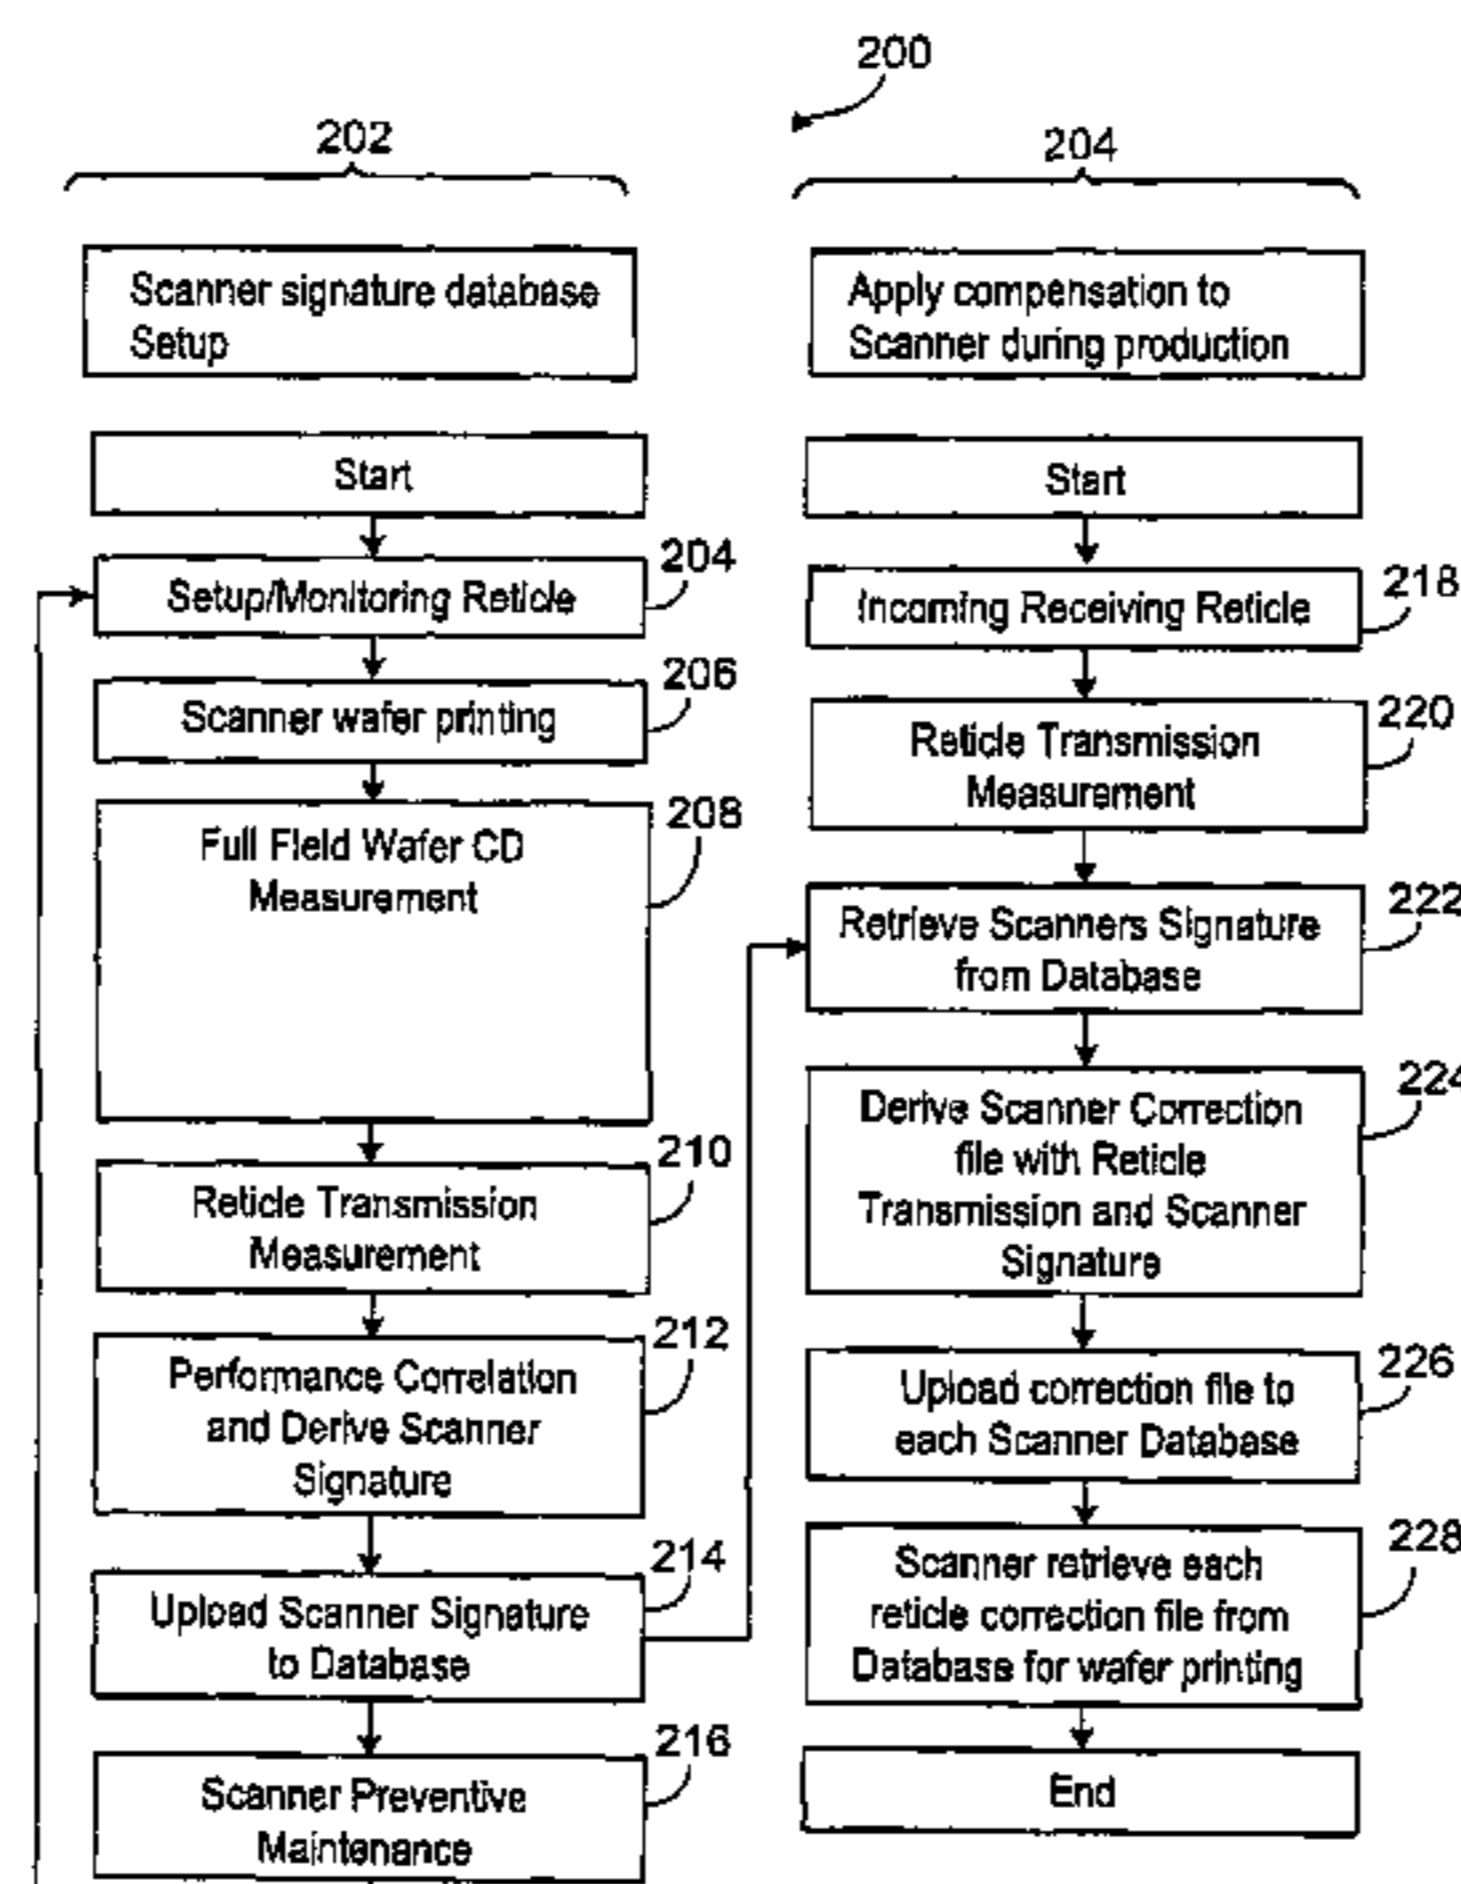 200
202
Scanner signature database
Setup
Start
Setup/Monitoring Reticle
204
Scanner wafer printing
206
Full Field Wafer CD
Measurement
208
Reticle Transmission
Measurement
210
Performance Correlation
and Derive Scanner
Signature
212
Upload Scanner Signature
to Database
214
Scanner Preventive
Maintenance
216
204
Apply compensation to
Scanner during production
Start
Incoming Receiving Reticle
218
Reticle Transmission
Measurement
220
Retrieve Scanners Signature
from Database
222
Derive Scanner Correction
file with Reticle
Transmission and Scanner
Signature
224
Upload correction file to
each Scanner Database
226
Scanner retrieve each
reticle correction file from
Database for wafer printing
228
End